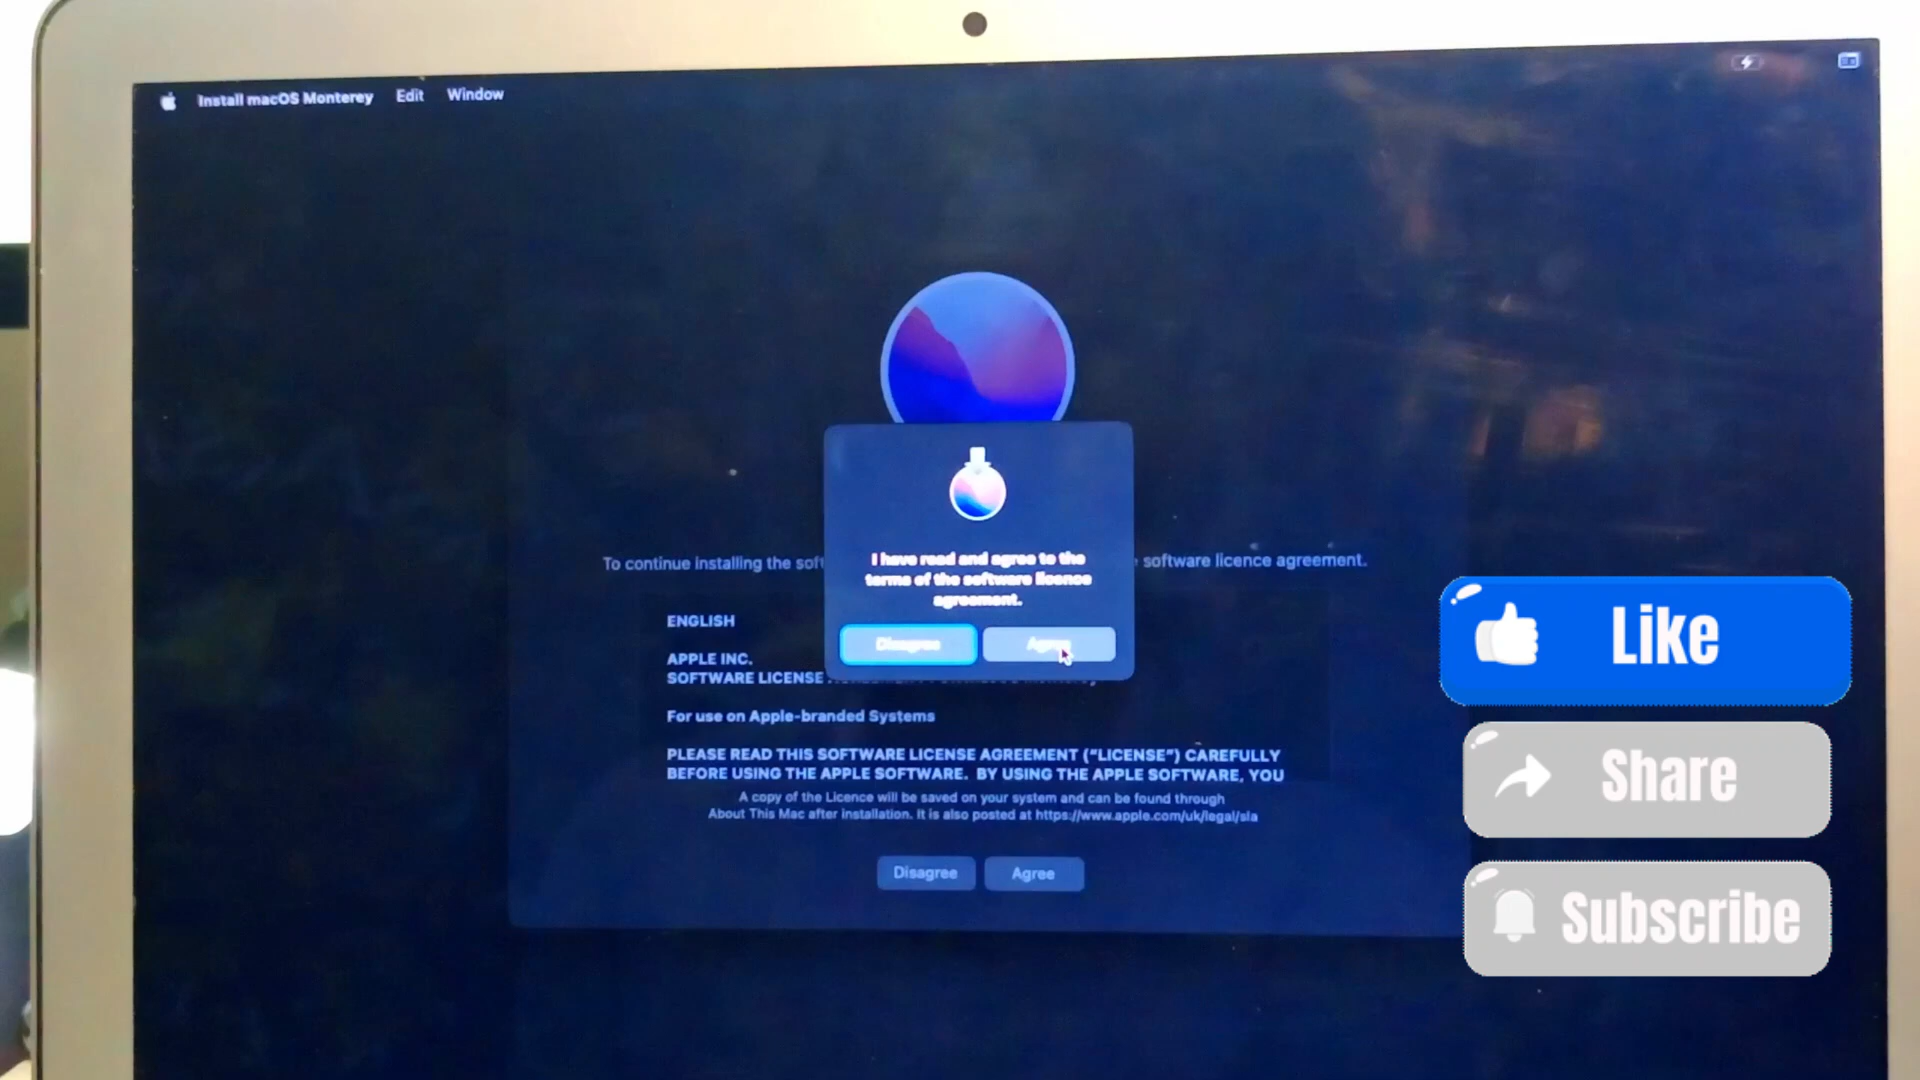 Install macOS Monterey Edit Window
To continue installing the software licence agreement.
I have read and agree to the
terms of the software licence
agreement.
Disagree Agree
ENGLISH
APPLE INC.
SOFTWARE LICENSE
For use on Apple-branded Systems
PLEASE READ THIS SOFTWARE LICENSE AGREEMENT (“LICENSE”) CAREFULLY
BEFORE USING THE APPLE SOFTWARE. BY USING THE APPLE SOFTWARE, YOU
A copy of the Licence will be saved on your system and can be found through
About This Mac after installation. It is also posted at https://www.apple.com/uk/legal/sla
Disagree Agree
Like
Share
Subscribe